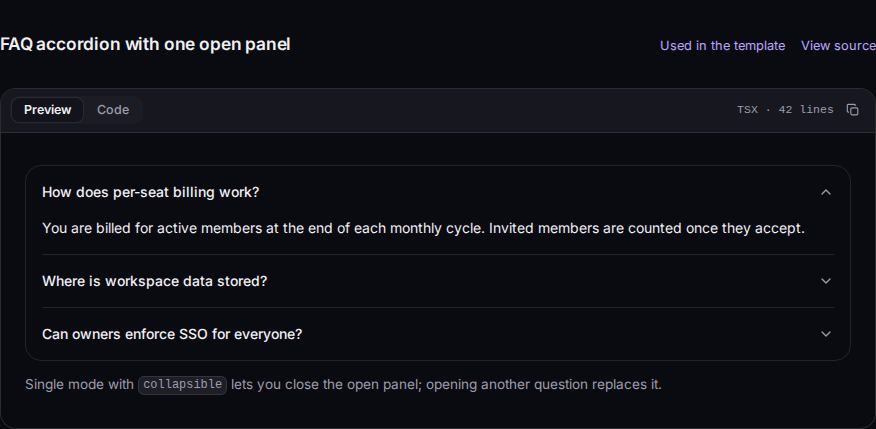 FAQ accordion with one open panel
Used in the template View source
Preview Code
TSX · 42 lines
How does per-seat billing work?
You are billed for active members at the end of each monthly cycle. Invited members are counted once they accept.
Where is workspace data stored?
Can owners enforce SSO for everyone?
Single mode with collapsible lets you close the open panel; opening another question replaces it.